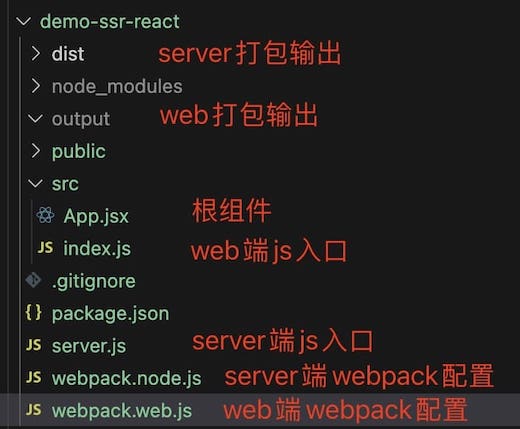 demo-ssr-react
dist server打包输出
node_modules
output web打包输出
public
src
App.jsx 根组件
JS index.js web端js入口
.gitignore
{} package.json
JS server.js server端js入口
JS webpack.node.js server端webpack配置
JS webpack.web.js web端webpack配置